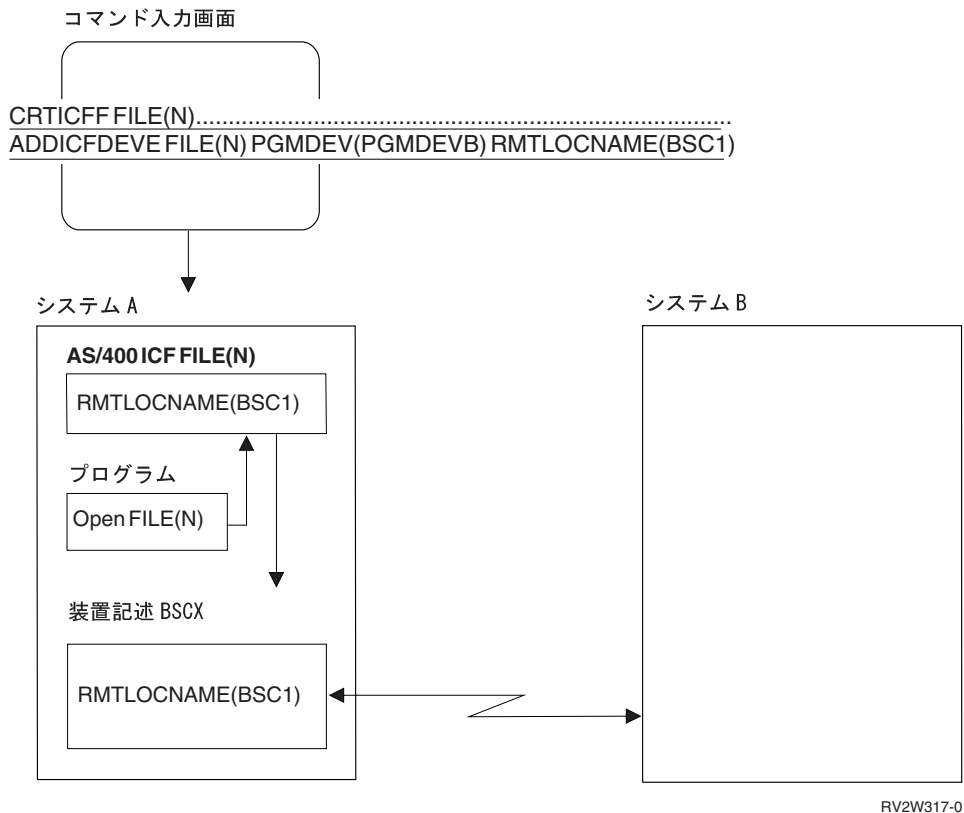 コマンド入力画面
CRTICFF FILE(N)................................................................................
ADDICFDEVE FILE(N) PGMDEV(PGMDEVB) RMTLOCNAME(BSC1)
システム A
システム B
AS/400 ICF FILE(N)
RMTLOCNAME(BSC1)
プログラム
Open FILE(N)
装置記述 BSCX
RMTLOCNAME(BSC1)
RV2W317-0